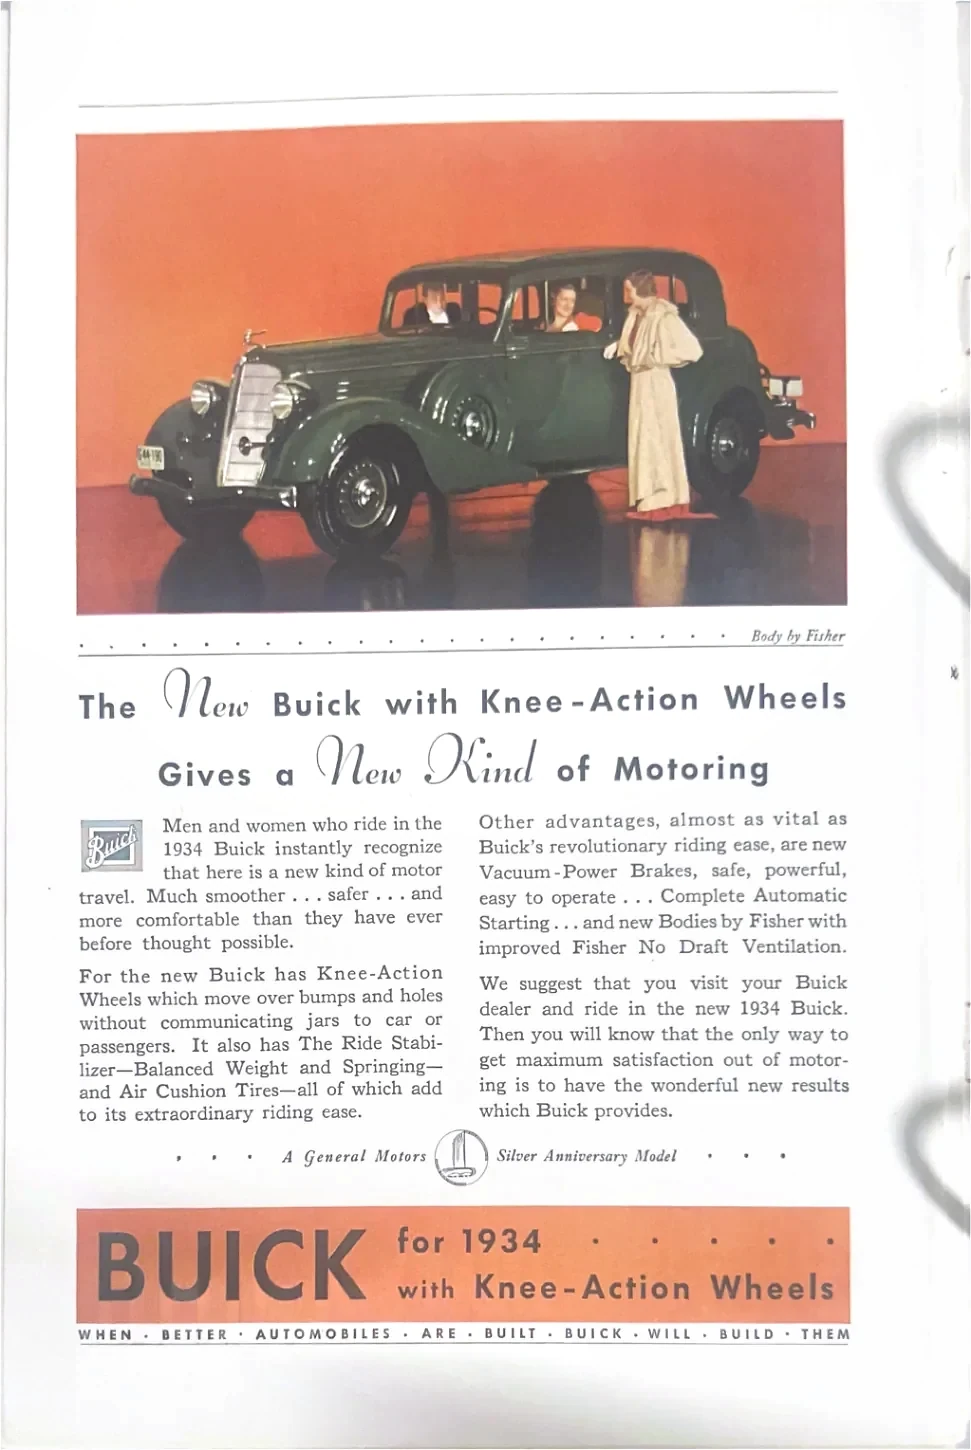 Body by Fisher
The New Buick with Knee-Action Wheels
Gives a New Kind of Motoring
Buick
Men and women who ride in the
1934 Buick instantly recognize
that here is a new kind of motor
travel. Much smoother . . . safer . . . and
more comfortable than they have ever
before thought possible.
For the new Buick has Knee-Action
Wheels which move over bumps and holes
without communicating jars to car or
passengers. It also has The Ride Stabi-
lizer—Balanced Weight and Springing—
and Air Cushion Tires—all of which add
to its extraordinary riding ease.
Other advantages, almost as vital as
Buick's revolutionary riding ease, are new
Vacuum-Power Brakes, safe, powerful,
easy to operate . . . Complete Automatic
Starting . . . and new Bodies by Fisher with
improved Fisher No Draft Ventilation.
We suggest that you visit your Buick
dealer and ride in the new 1934 Buick.
Then you will know that the only way to
get maximum satisfaction out of motor-
ing is to have the wonderful new results
which Buick provides.
. . . A General Motors Silver Anniversary Model . . .
BUICK for 1934 . . . . .
with Knee-Action Wheels
WHEN · BETTER · AUTOMOBILES · ARE · BUILT · BUICK · WILL · BUILD · THEM